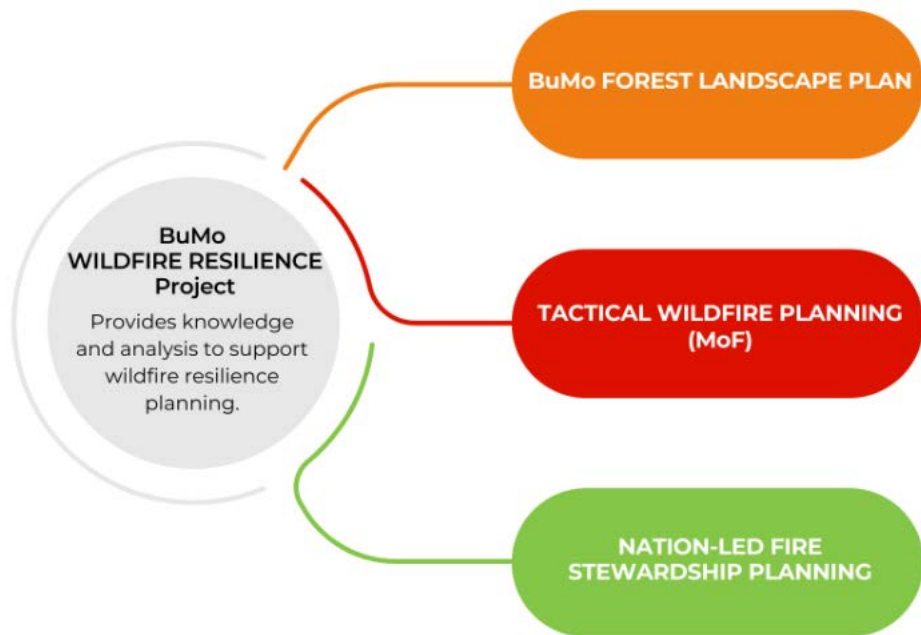 BuMo
WILDFIRE RESILIENCE
Project
Provides knowledge
and analysis to support
wildfire resilience
planning.
BuMo FOREST LANDSCAPE PLAN
TACTICAL WILDFIRE PLANNING
(MoF)
NATION-LED FIRE
STEWARDSHIP PLANNING